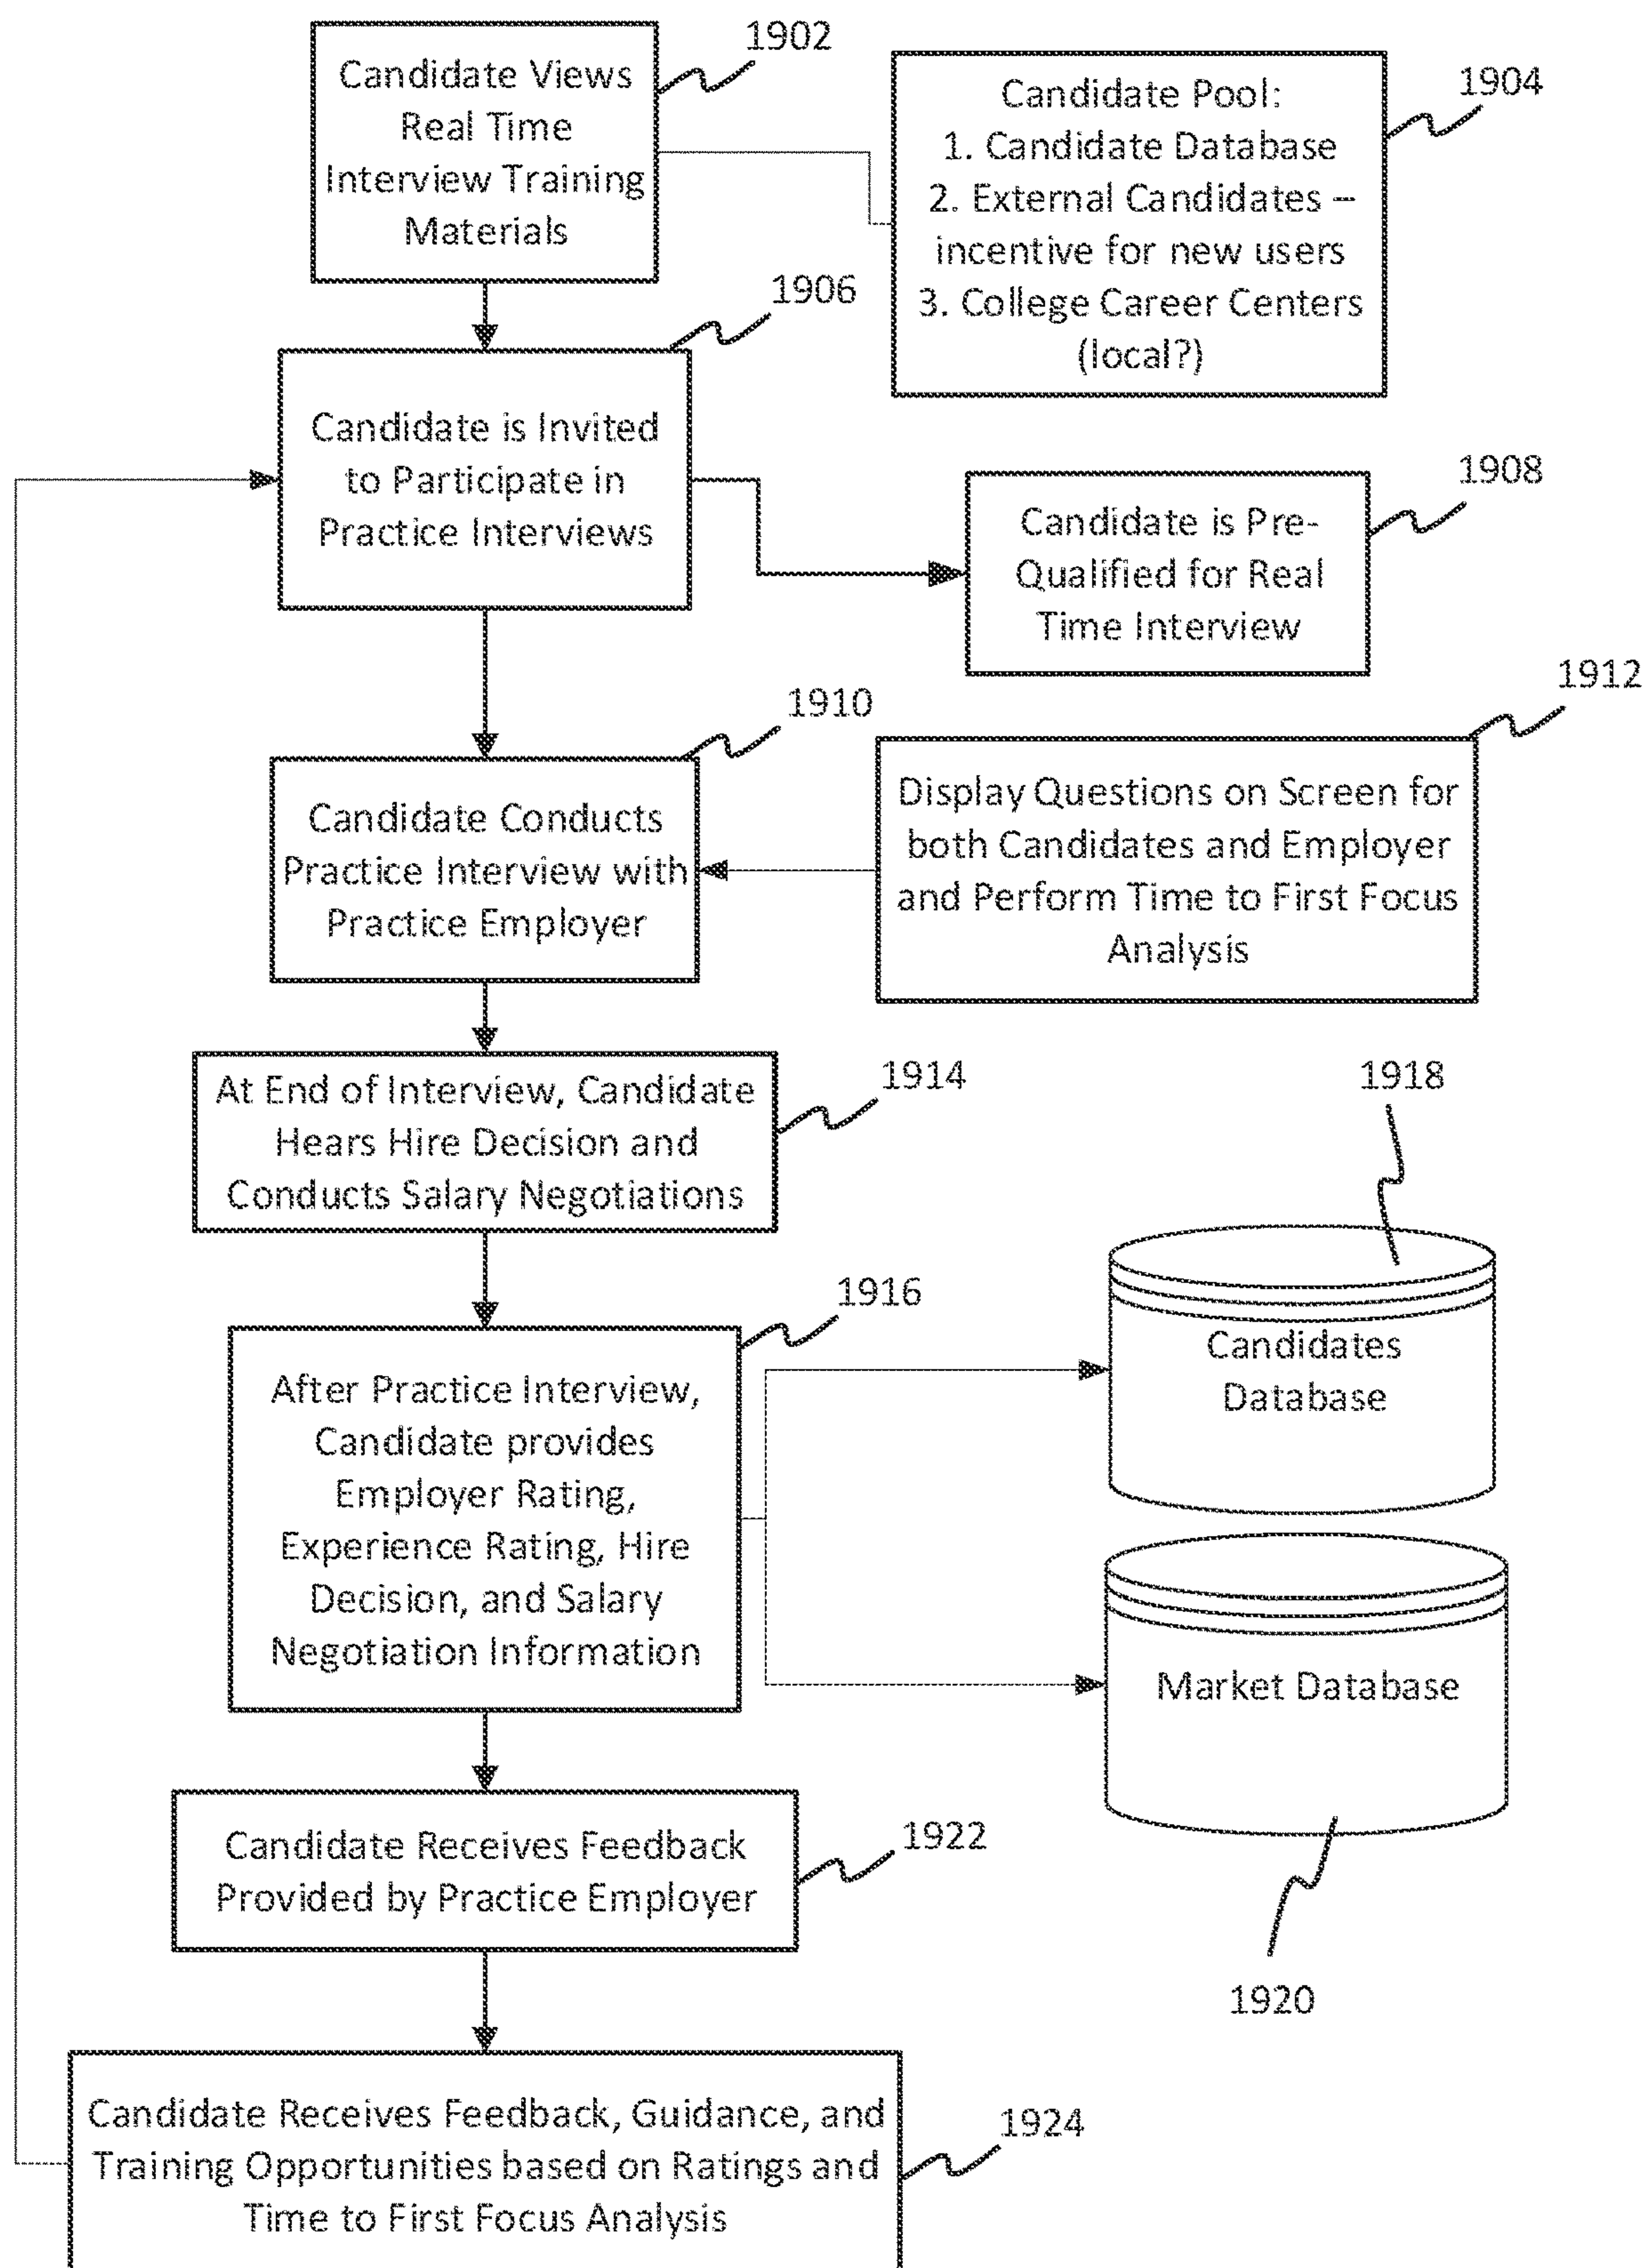 1902
Candidate Views
Real Time
Interview Training
Materials
1904
Candidate Pool:
1. Candidate Database
2. External Candidates –
incentive for new users
3. College Career Centers
(local?)
1906
Candidate is Invited
to Participate in
Practice Interviews
1908
Candidate is Pre-
Qualified for Real
Time Interview
1910
Candidate Conducts
Practice Interview with
Practice Employer
1912
Display Questions on Screen for
both Candidates and Employer
and Perform Time to First Focus
Analysis
1914
At End of Interview, Candidate
Hears Hire Decision and
Conducts Salary Negotiations
1916
After Practice Interview,
Candidate provides
Employer Rating,
Experience Rating, Hire
Decision, and Salary
Negotiation Information
1918
Candidates
Database
Market Database
1920
1922
Candidate Receives Feedback
Provided by Practice Employer
1924
Candidate Receives Feedback, Guidance, and
Training Opportunities based on Ratings and
Time to First Focus Analysis